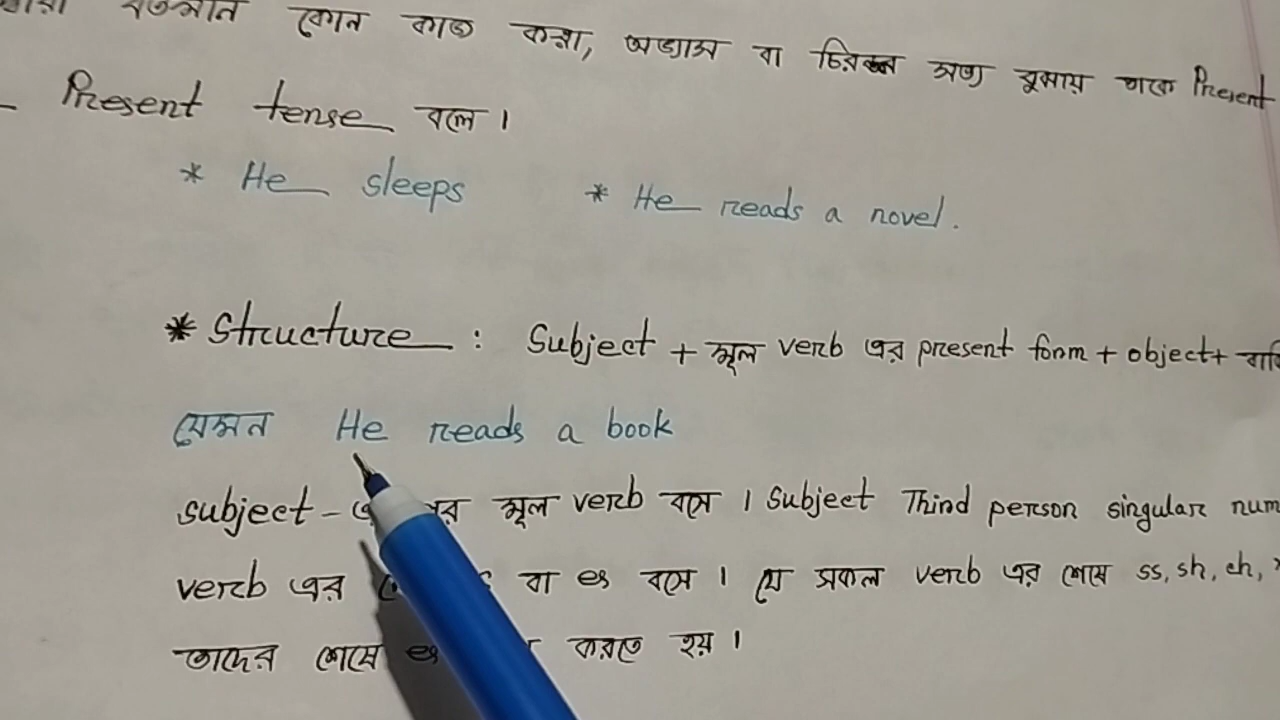 বর্তমান কোন কাজ করা, অভ্যাস বা চিরন্তন সত্য বুঝায় তাকে Present
Present tense বলে।
* He sleeps * He reads a novel.
* Structure : Subject + মূল verb এর present form + object +
যেমন He reads a book
subject - মূল verb বসে । Subject Third person singular num
verb এর বা es বসে । যে সকল verb এর শেষে ss, sh, ch,
তাদের শেষে es করতে হয় ।